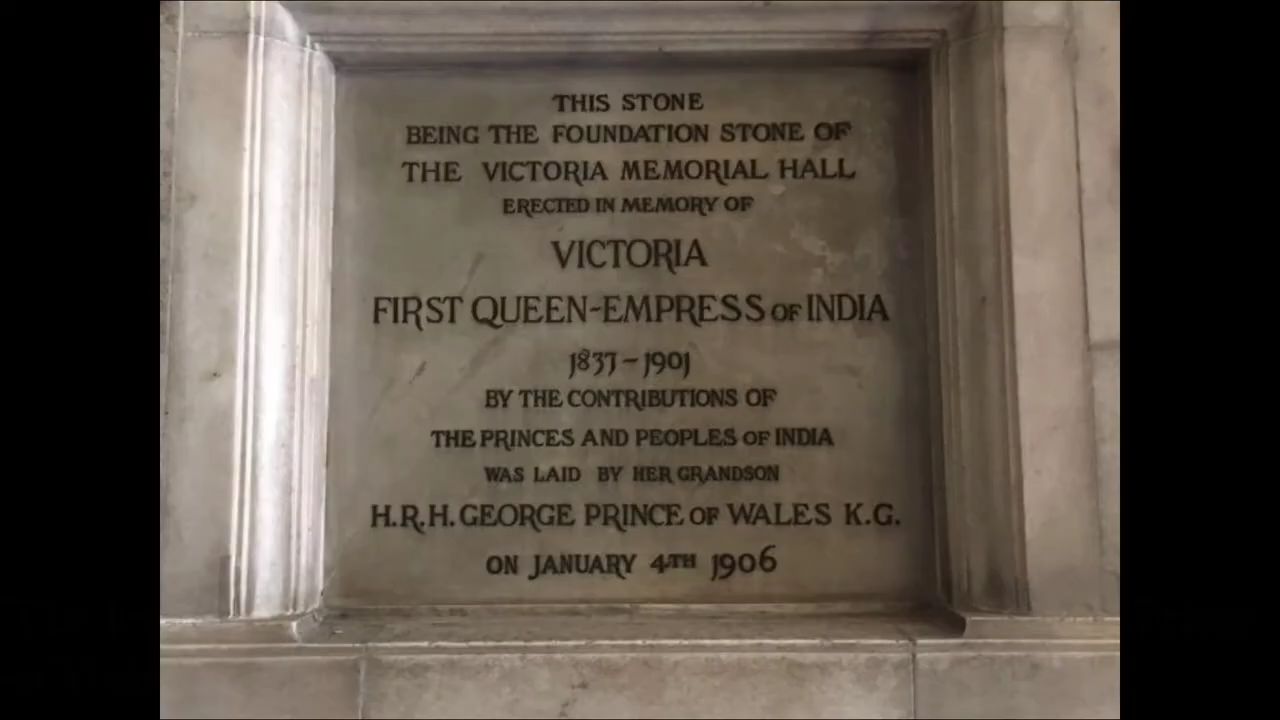 THIS STONE
BEING THE FOUNDATION STONE OF
THE VICTORIA MEMORIAL HALL
ERECTED IN MEMORY OF
VICTORIA
FIRST QUEEN-EMPRESS OF INDIA
1837-1901
BY THE CONTRIBUTIONS OF
THE PRINCES AND PEOPLES OF INDIA
WAS LAID BY HER GRANDSON
H.R.H. GEORGE PRINCE OF WALES K.G.
ON JANUARY 4TH 1906